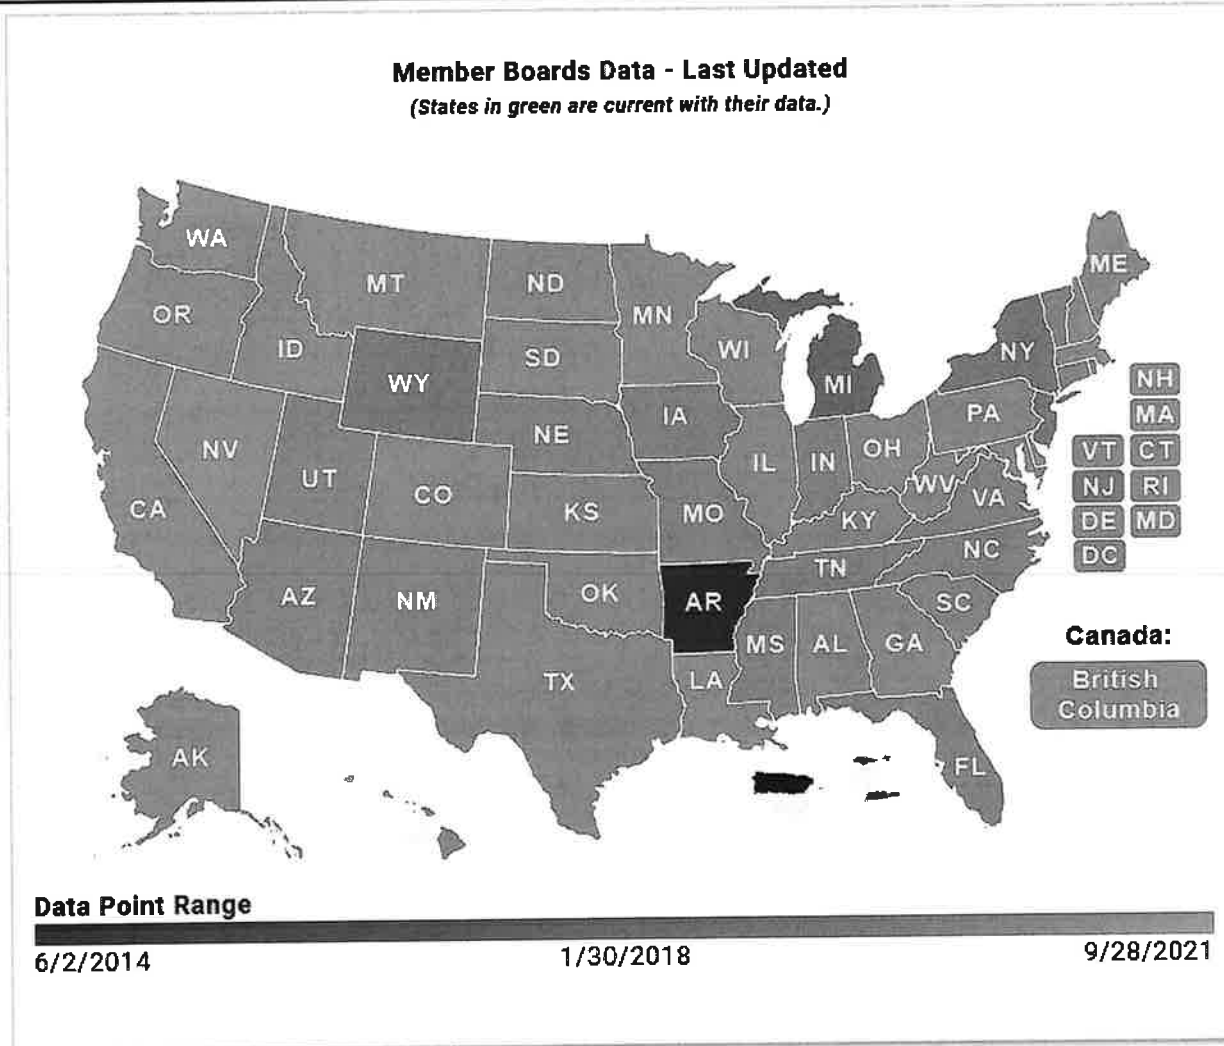 Member Boards Data - Last Updated
(States in green are current with their data.)
WA
MT
ND
MN
ME
OR
ID
SD
WI
NY
WY
MI
NH
IA
PA
MA
NE
NV
IL
IN
OH
VT
CT
UT
CO
WV
VA
NJ
RI
CA
KS
MO
KY
DE
MD
NC
DC
TN
AZ
NM
OK
AR
SC
Canada:
MS
AL
GA
TX
LA
British
Columbia
AK
FL
Data Point Range
6/2/2014
1/30/2018
9/28/2021